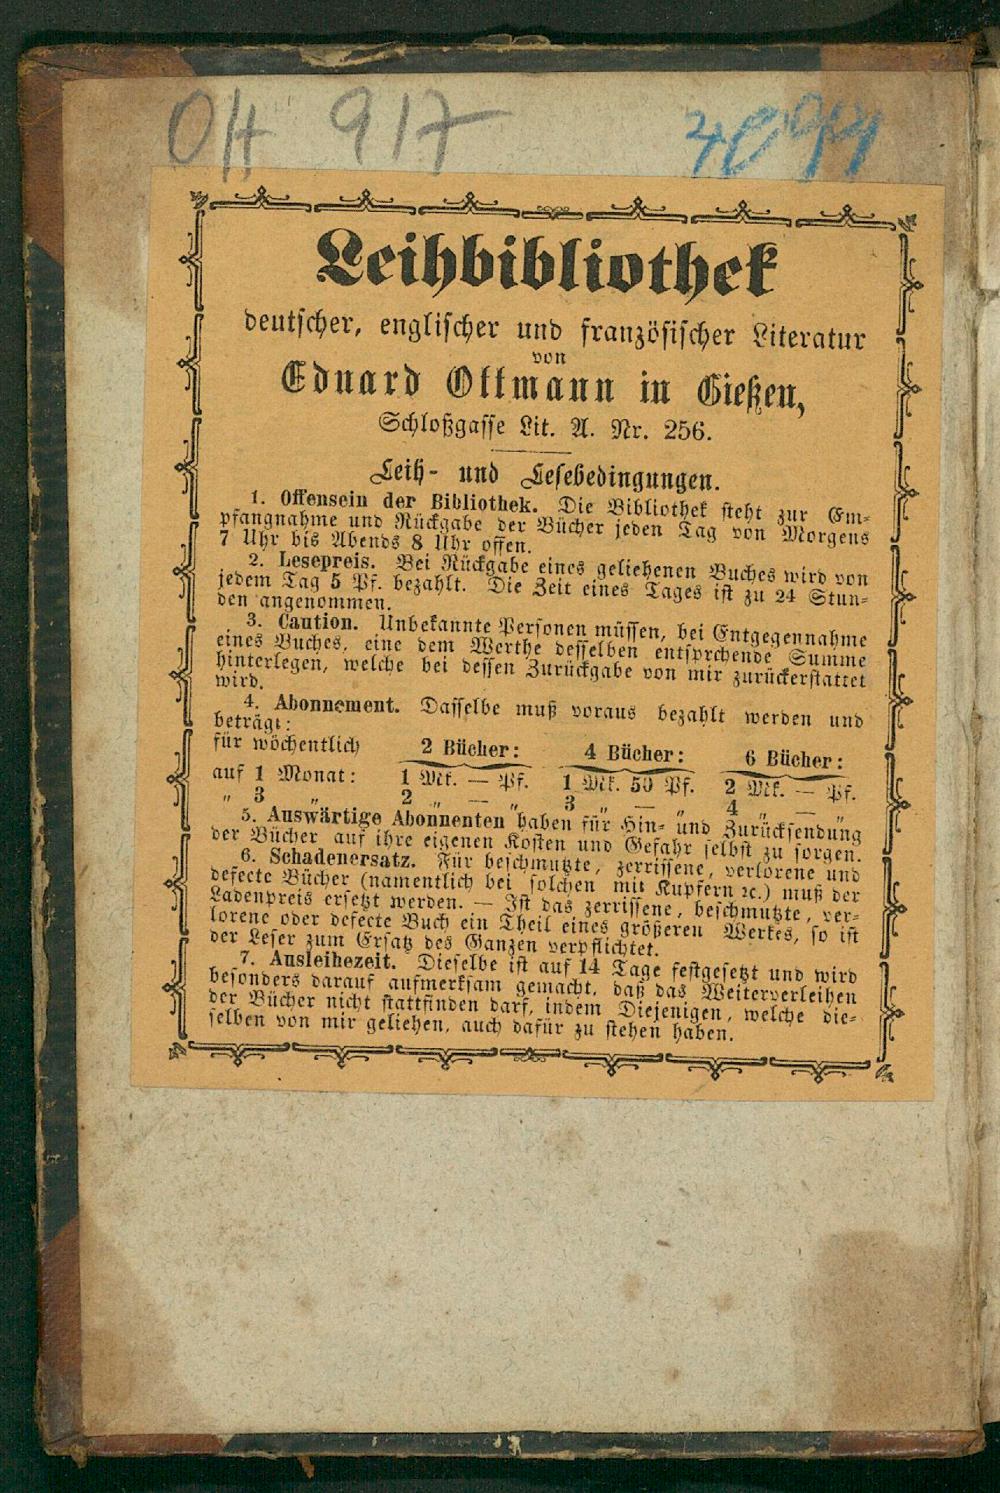 OH 917 4094
Leihbibliothek
deutscher, englischer und französischer Literatur
von
Eduard Ottmann in Gießen,
Schloßgasse Lit. A. Nr. 256.
Leih- und Lesebedingungen.
1. Offensein der Bibliothek. Die Bibliothek steht zur Em-
pfangnahme und Rückgabe der Bücher jeden Tag von Morgens
7 Uhr bis Abends 8 Uhr offen.
2. Lesepreis. Bei Rückgabe eines geliehenen Buches wird von
jedem Tag 5 Pf. bezahlt. Die Zeit eines Tages ist zu 24 Stun-
den angenommen.
3. Caution. Unbekannte Personen müssen, bei Entgegennahme
eines Buches, eine dem Werthe desselben entsprchende Summe
hinterlegen, welche bei dessen Zurückgabe von mir zurückerstattet
wird.
4. Abonnement. Dasselbe muß voraus bezahlt werden und
beträgt:
für wöchentlich 2 Bücher: 4 Bücher: 6 Bücher:
auf 1 Monat: 1 Mk. — Pf. 1 Mk. 50 Pf. 2 Mk. — Pf.
„ 3 „ 2 „ — „ 3 „ — „ 4 „ — „
5. Auswärtige Abonnenten haben für Hin- und Zurücksendung
der Bücher auf ihre eigenen Kosten und Gefahr selbst zu sorgen.
6. Schadenersatz. Für beschmutzte, zerrissene, verlorene und
defecte Bücher (namentlich bei solchen mit Kupfern ꝛc.) muß der
Ladenpreis ersetzt werden. — Ist das zerrissene, beschmutzte, ver-
lorene oder defecte Buch ein Theil eines größeren Werkes, so ist
der Leser zum Ersatz des Ganzen verpflichtet.
7. Ausleihezeit. Dieselbe ist auf 14 Tage festgesetzt und wird
besonders darauf aufmerksam gemacht, daß das Weiterverleihen
der Bücher nicht stattfinden darf, indem Diejenigen, welche die-
selben von mir geliehen, auch dafür zu stehen haben.